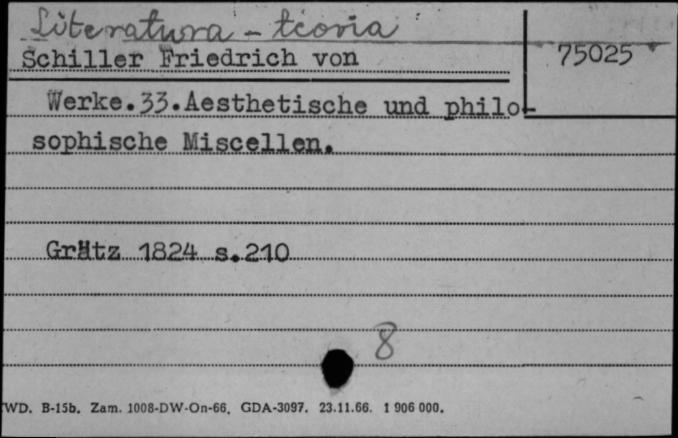 Literatura - teoria
Schiller Friedrich von
75025
Werke.33.Aesthetische und philo-
sophische Miscellen.
Grätz 1824 s.210
8
WD. B-15b. Zam. 1008-DW-On-66. GDA-3097. 23.11.66. 1 906 000.